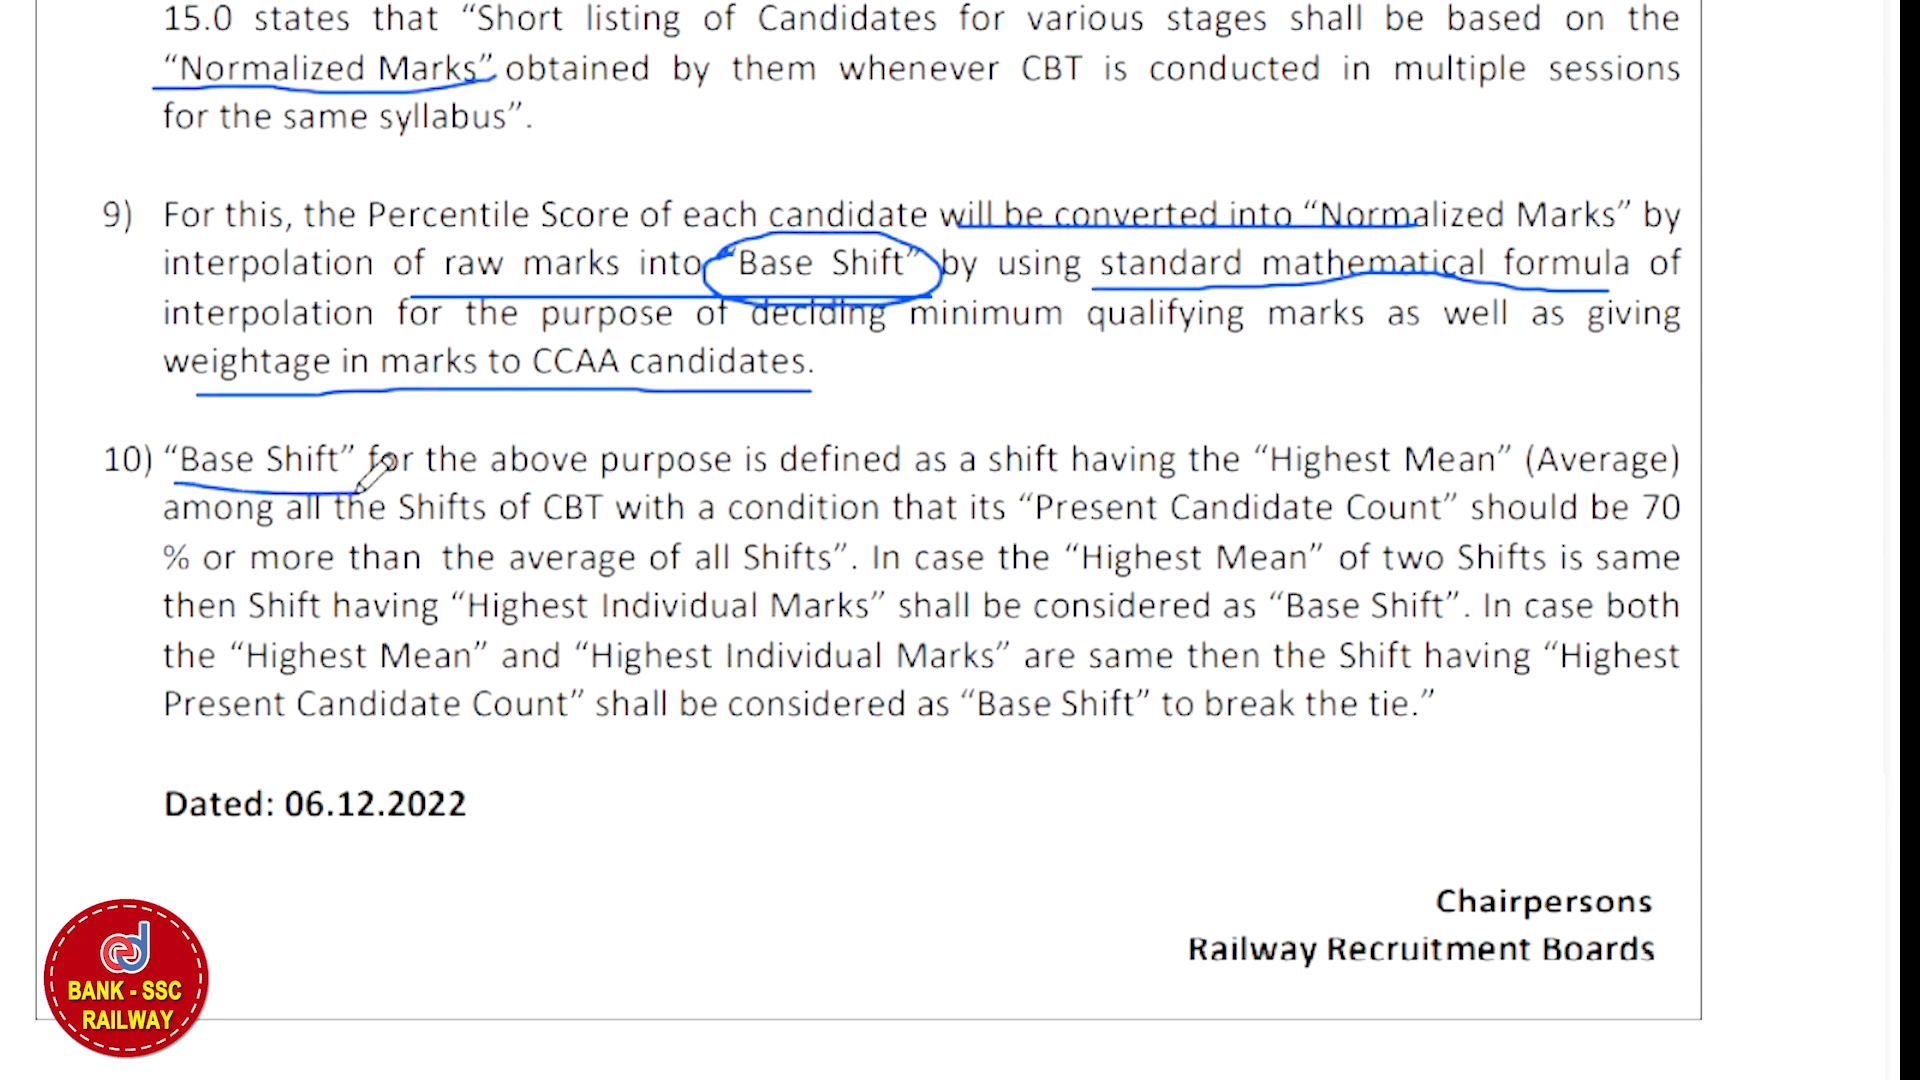 15.0 states that “Short listing of Candidates for various stages shall be based on the
“Normalized Marks” obtained by them whenever CBT is conducted in multiple sessions
for the same syllabus”.
9) For this, the Percentile Score of each candidate will be converted into “Normalized Marks” by
interpolation of raw marks into “Base Shift” by using standard mathematical formula of
interpolation for the purpose of deciding minimum qualifying marks as well as giving
weightage in marks to CCAA candidates.
10) “Base Shift” for the above purpose is defined as a shift having the “Highest Mean” (Average)
among all the Shifts of CBT with a condition that its “Present Candidate Count” should be 70
% or more than the average of all Shifts”. In case the “Highest Mean” of two Shifts is same
then Shift having “Highest Individual Marks” shall be considered as “Base Shift”. In case both
the “Highest Mean” and “Highest Individual Marks” are same then the Shift having “Highest
Present Candidate Count” shall be considered as “Base Shift” to break the tie.”
Dated: 06.12.2022
Chairpersons
Railway Recruitment Boards
BANK - SSC
RAILWAY